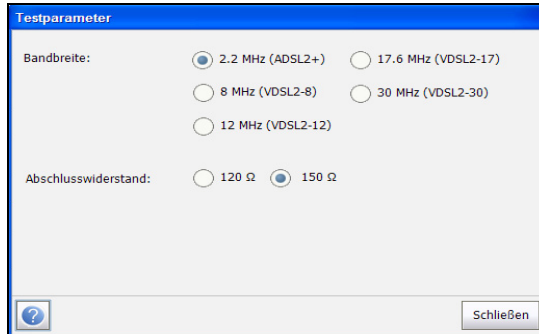 Testparameter
Bandbreite:
2.2 MHz (ADSL2+)
17.6 MHz (VDSL2-17)
8 MHz (VDSL2-8)
30 MHz (VDSL2-30)
12 MHz (VDSL2-12)
Abschlusswiderstand:
120 Ω
150 Ω
?
Schließen